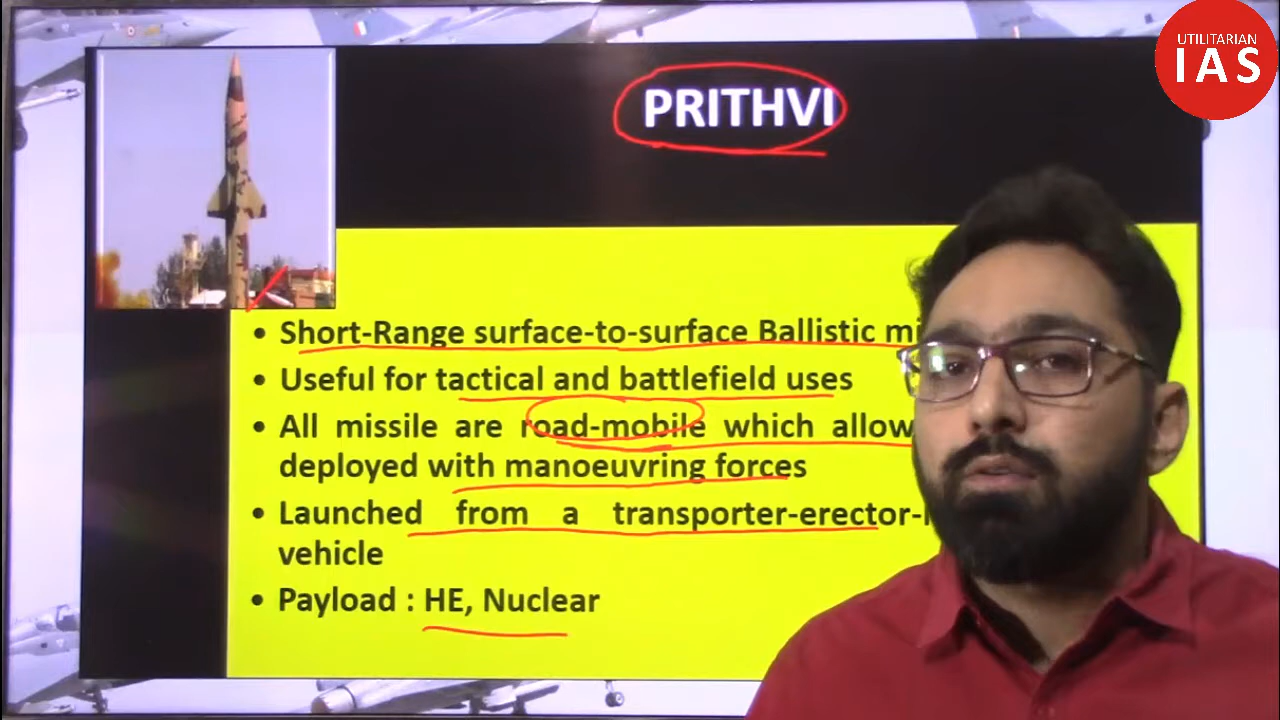 UTILITARIAN
IAS
PRITHVI
• Short-Range surface-to-surface Ballistic
• Useful for tactical and battlefield uses
• All missile are road-mobile which allow
deployed with manoeuvring forces
• Launched from a transporter-erector-
vehicle
• Payload : HE, Nuclear